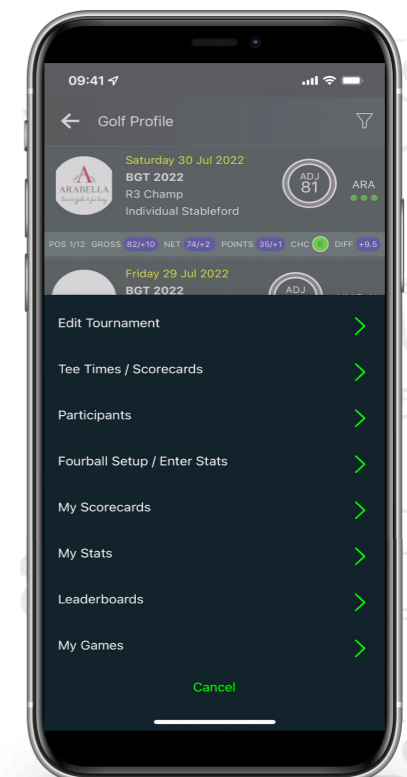 09:41
Golf Profile
Saturday 30 Jul 2022
BGT 2022
R3 Champ
Individual Stableford
ARABELLA
ADJ
81
ARA
POS 1/12 GROSS 82/+10 NET 74/+2 POINTS 35/+1 CHC 8 DIFF +9.5
Friday 29 Jul 2022
BGT 2022
ADJ
Edit Tournament
Tee Times / Scorecards
Participants
Fourball Setup / Enter Stats
My Scorecards
My Stats
Leaderboards
My Games
Cancel